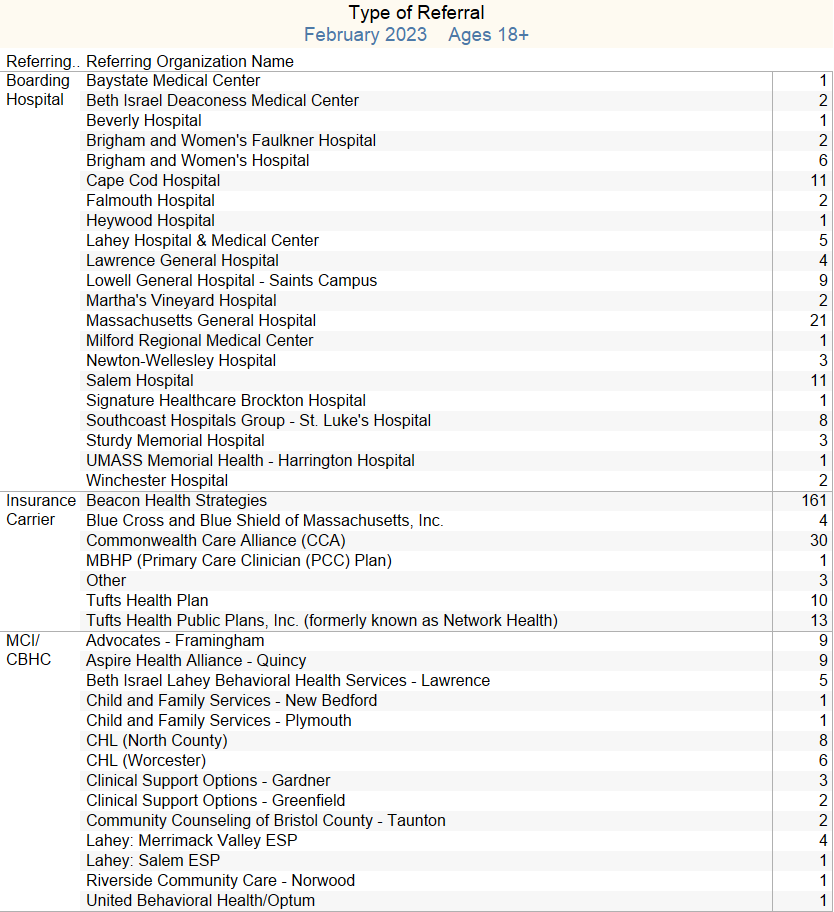 Type of Referral
February 2023 Ages 18+
Referring.. Referring Organization Name
Boarding Hospital
Baystate Medical Center 1
Beth Israel Deaconess Medical Center 2
Beverly Hospital 1
Brigham and Women's Faulkner Hospital 2
Brigham and Women's Hospital 6
Cape Cod Hospital 11
Falmouth Hospital 2
Heywood Hospital 1
Lahey Hospital & Medical Center 5
Lawrence General Hospital 4
Lowell General Hospital - Saints Campus 9
Martha's Vineyard Hospital 2
Massachusetts General Hospital 21
Milford Regional Medical Center 1
Newton-Wellesley Hospital 3
Salem Hospital 11
Signature Healthcare Brockton Hospital 1
Southcoast Hospitals Group - St. Luke's Hospital 8
Sturdy Memorial Hospital 3
UMASS Memorial Health - Harrington Hospital 1
Winchester Hospital 2
Insurance Carrier
Beacon Health Strategies 161
Blue Cross and Blue Shield of Massachusetts, Inc. 4
Commonwealth Care Alliance (CCA) 30
MBHP (Primary Care Clinician (PCC) Plan) 1
Other 3
Tufts Health Plan 10
Tufts Health Public Plans, Inc. (formerly known as Network Health) 13
MCI/ CBHC
Advocates - Framingham 9
Aspire Health Alliance - Quincy 9
Beth Israel Lahey Behavioral Health Services - Lawrence 5
Child and Family Services - New Bedford 1
Child and Family Services - Plymouth 1
CHL (North County) 8
CHL (Worcester) 6
Clinical Support Options - Gardner 3
Clinical Support Options - Greenfield 2
Community Counseling of Bristol County - Taunton 2
Lahey: Merrimack Valley ESP 4
Lahey: Salem ESP 1
Riverside Community Care - Norwood 1
United Behavioral Health/Optum 1